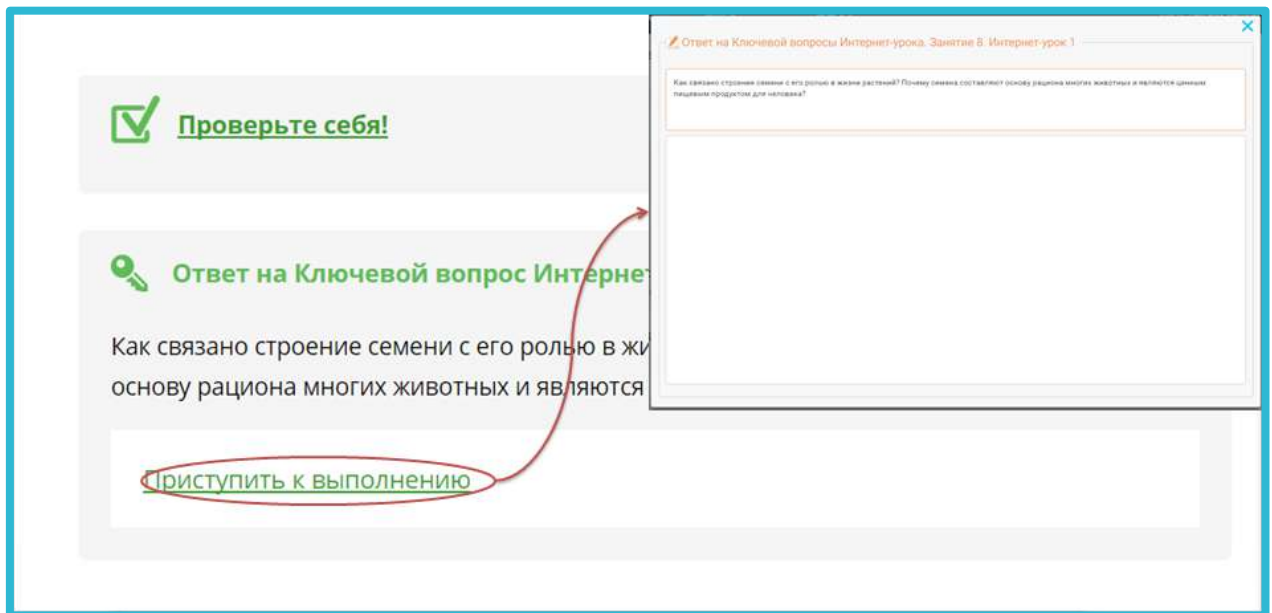 Ответ на Ключевой вопросы Интернет-урока. Занятие 8. Интернет-урок 1
Как связано строение семени с его ролью в жизни растений? Почему семена составляют основу рациона многих животных и являются ценным
пищевым продуктом для человека?
Проверьте себя!
Ответ на Ключевой вопрос Интернет
Как связано строение семени с его ролью в жи
основу рациона многих животных и являются
Приступить к выполнению